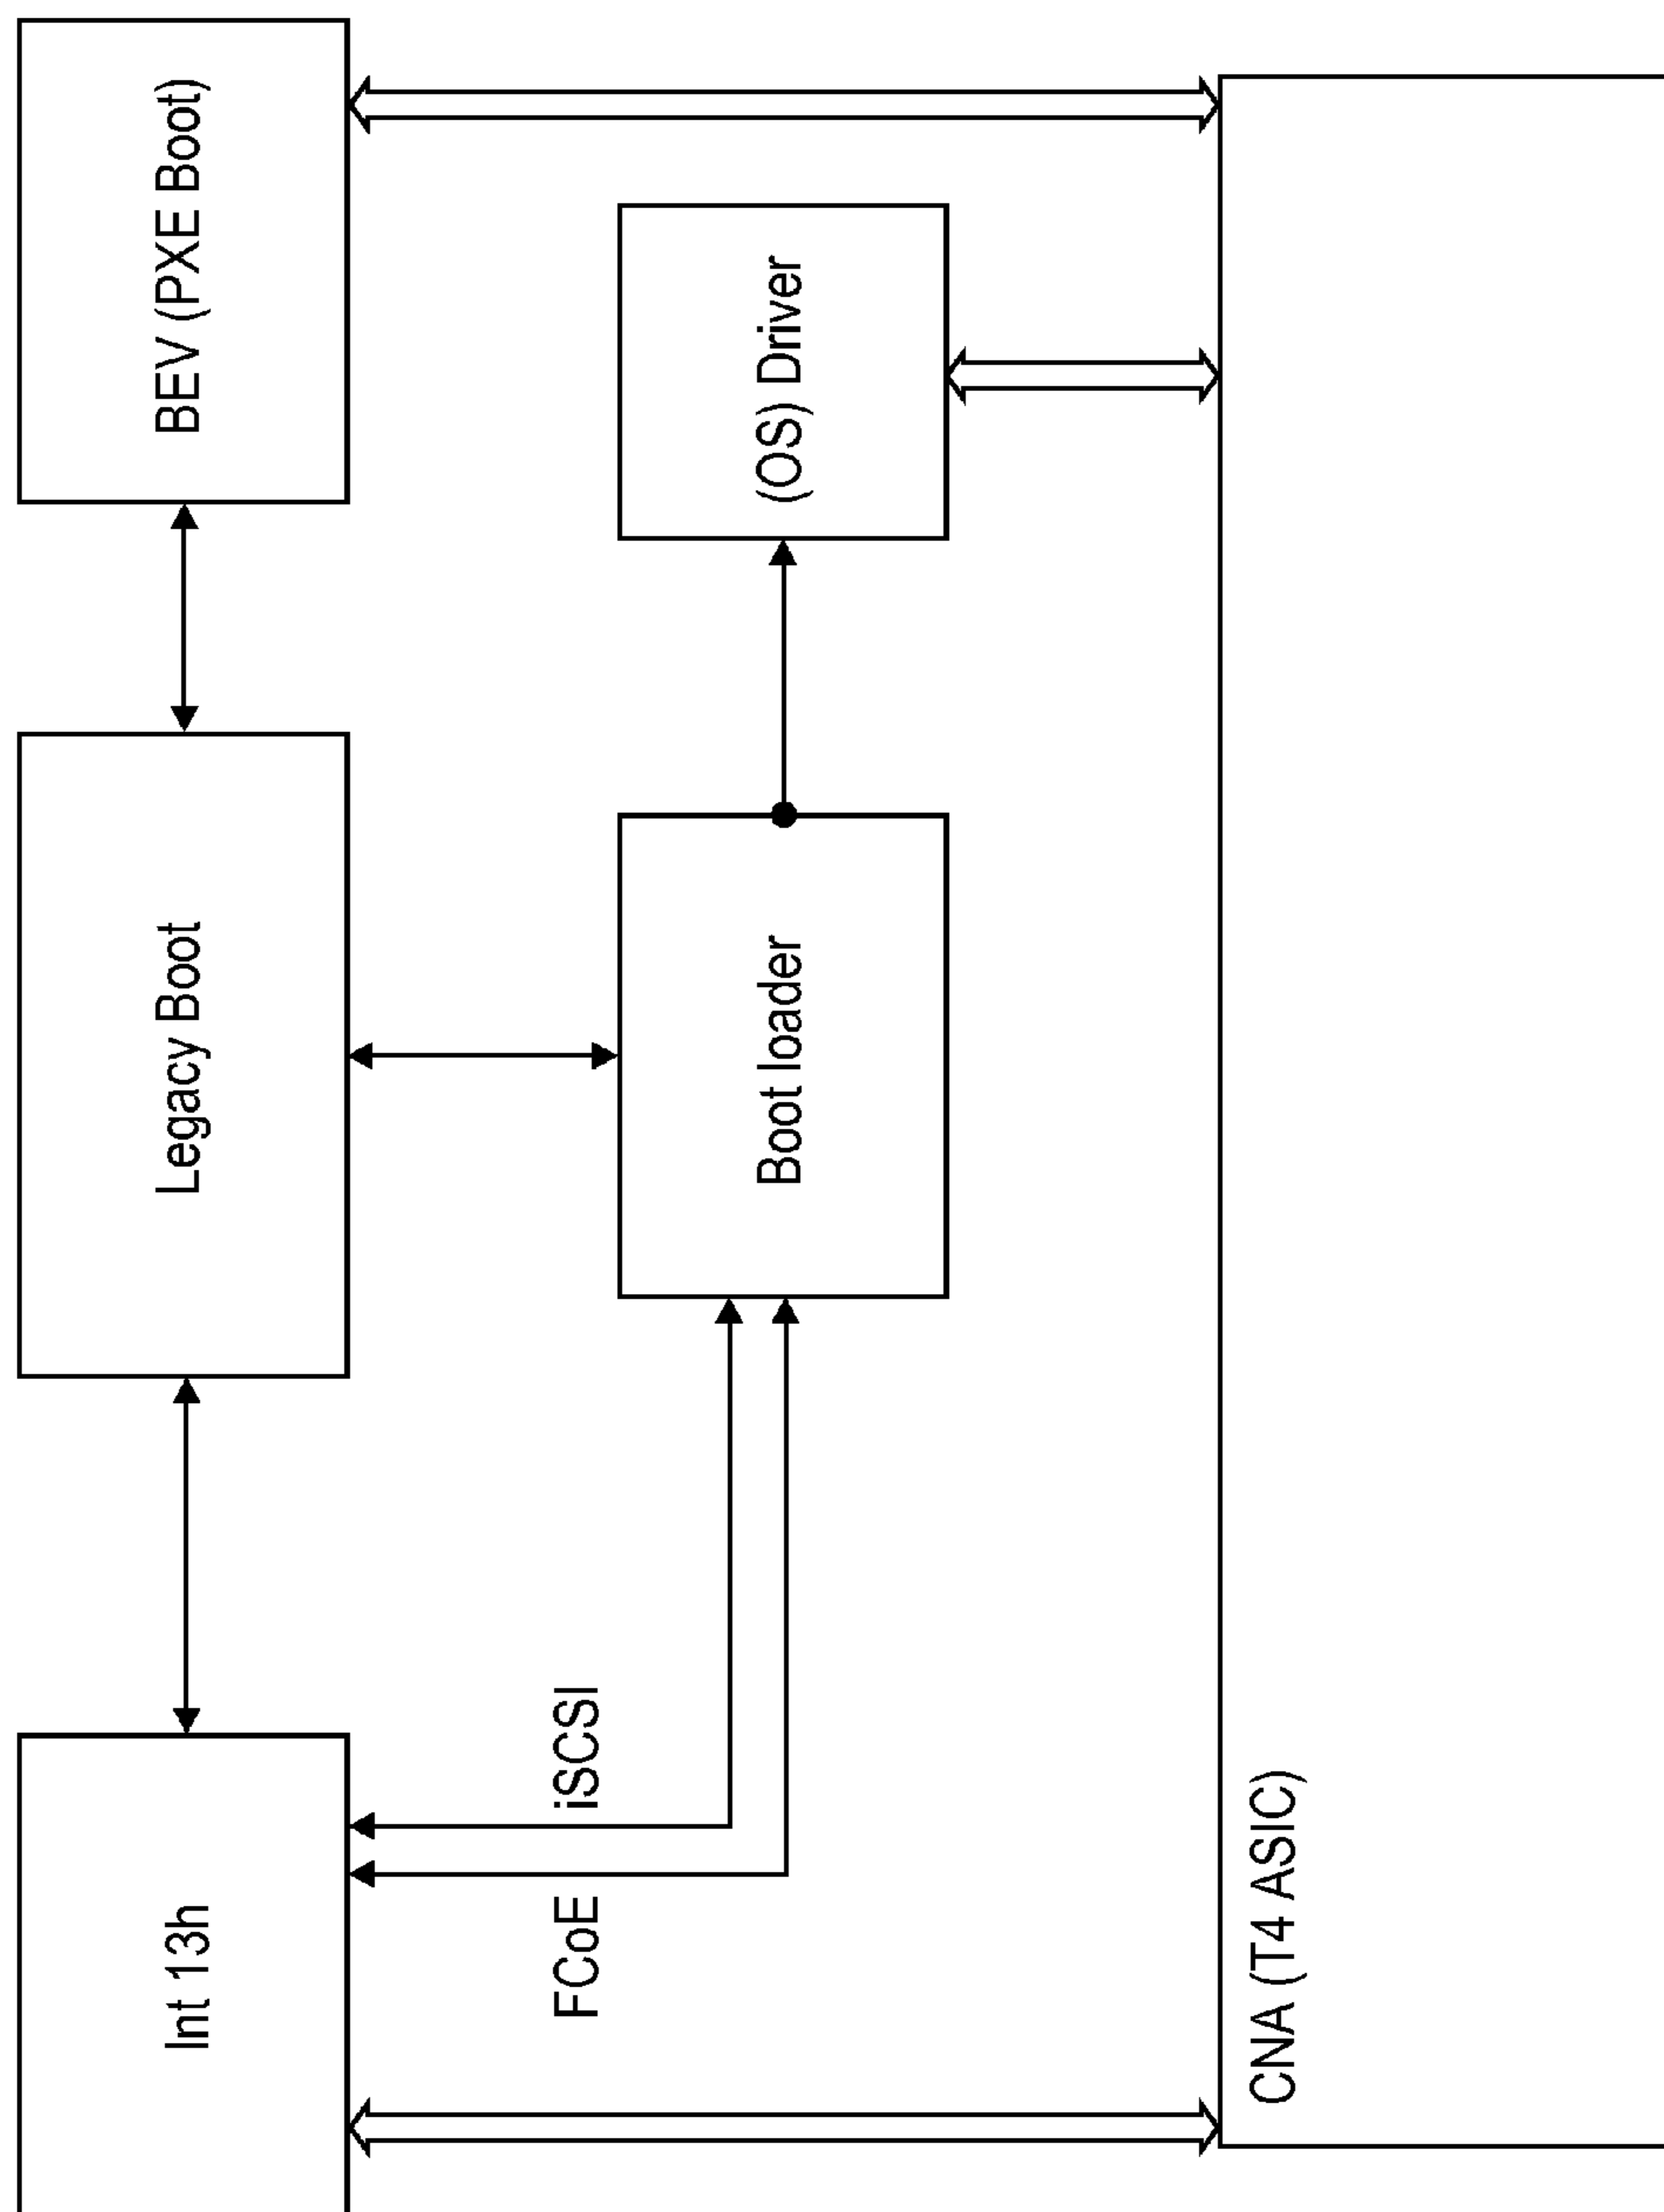 Int 13h
Legacy Boot
BEV (PXE Boot)
FCoE
iSCSI
Boot loader
(OS) Driver
CNA (T4 ASIC)